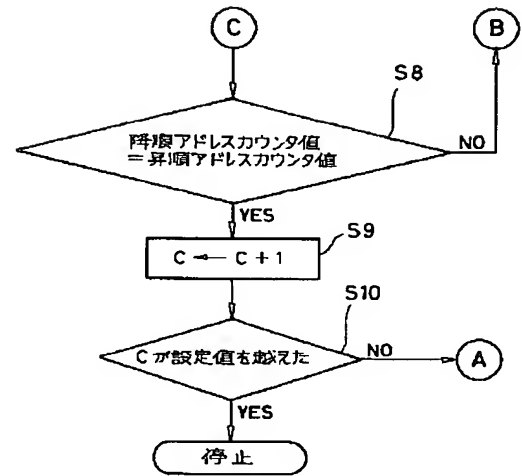 C
B
S8
降順アドレスカウンタ値
＝昇順アドレスカウンタ値
NO
YES
S9
C ← C + 1
S10
Cが設定値を越えた
NO
A
YES
停止